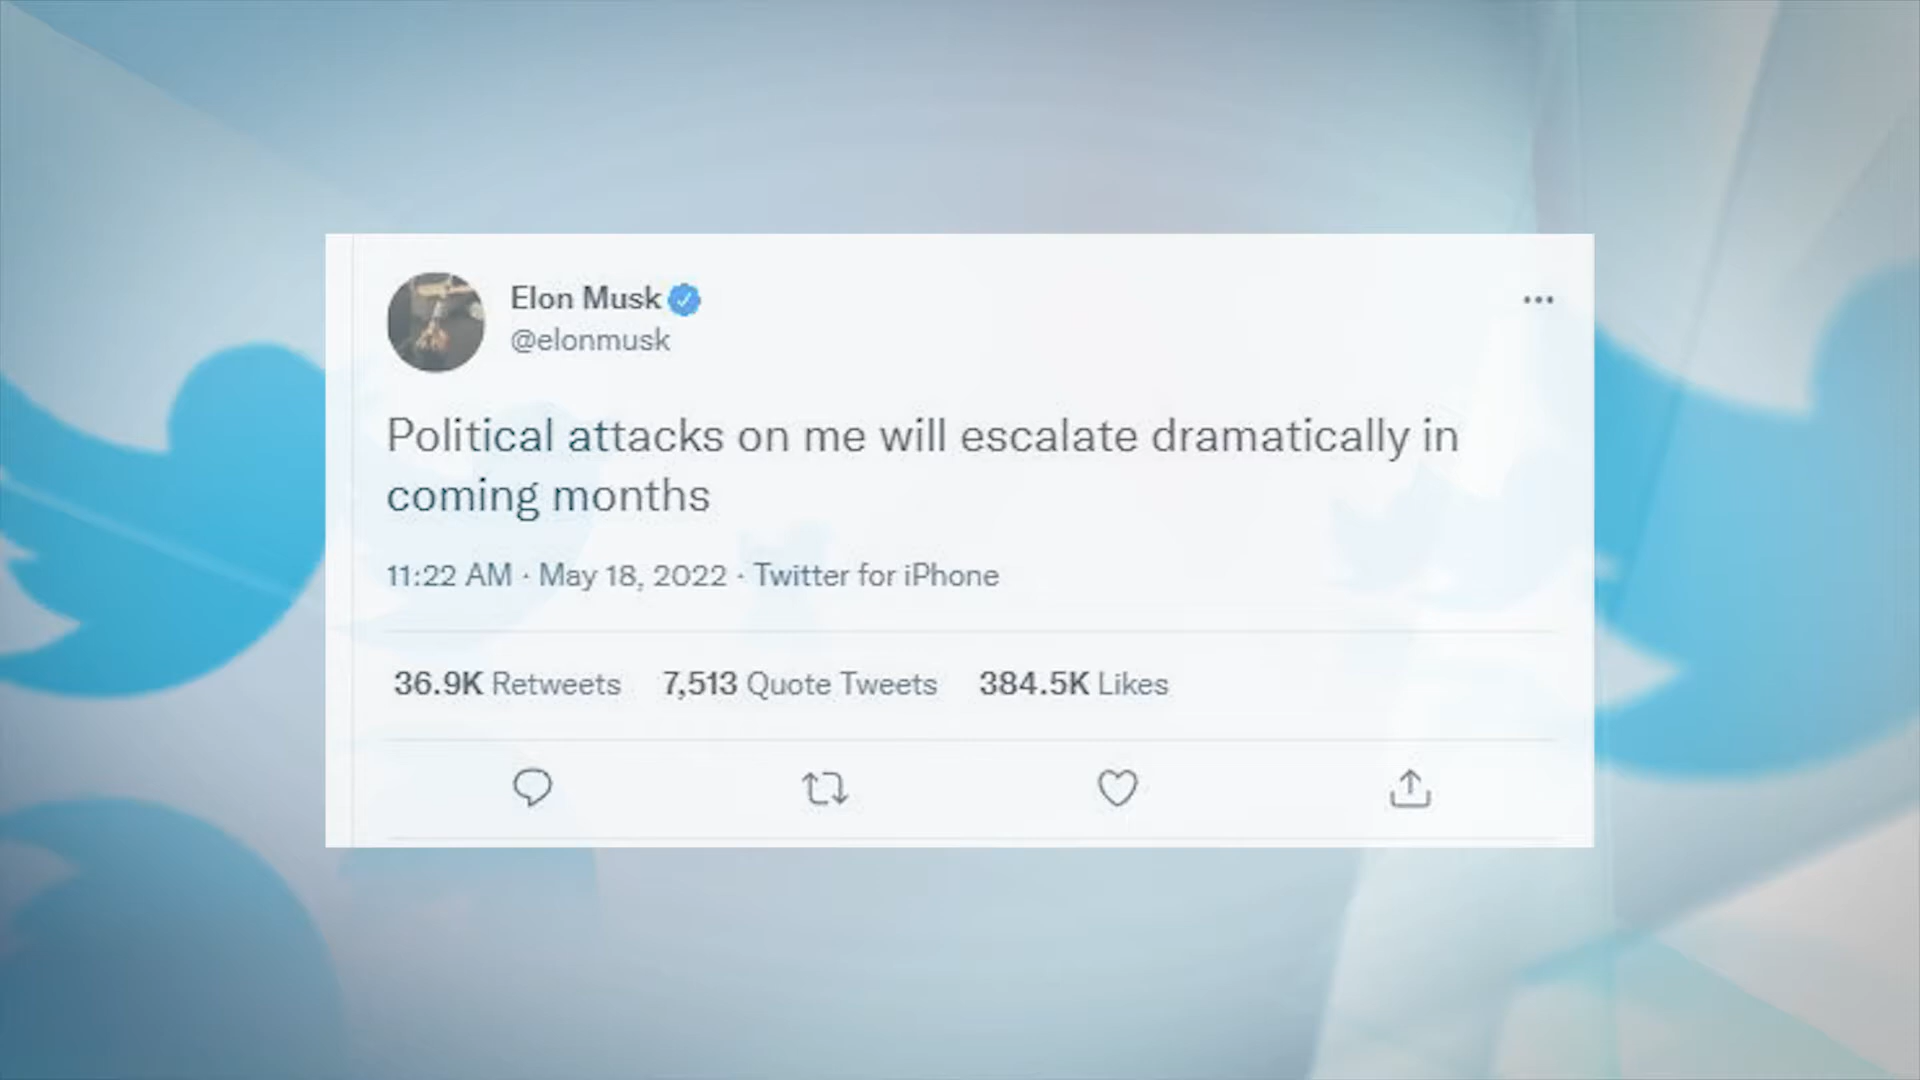 Elon Musk
@elonmusk
Political attacks on me will escalate dramatically in
coming months
11:22 AM · May 18, 2022 · Twitter for iPhone
36.9K Retweets 7,513 Quote Tweets 384.5K Likes